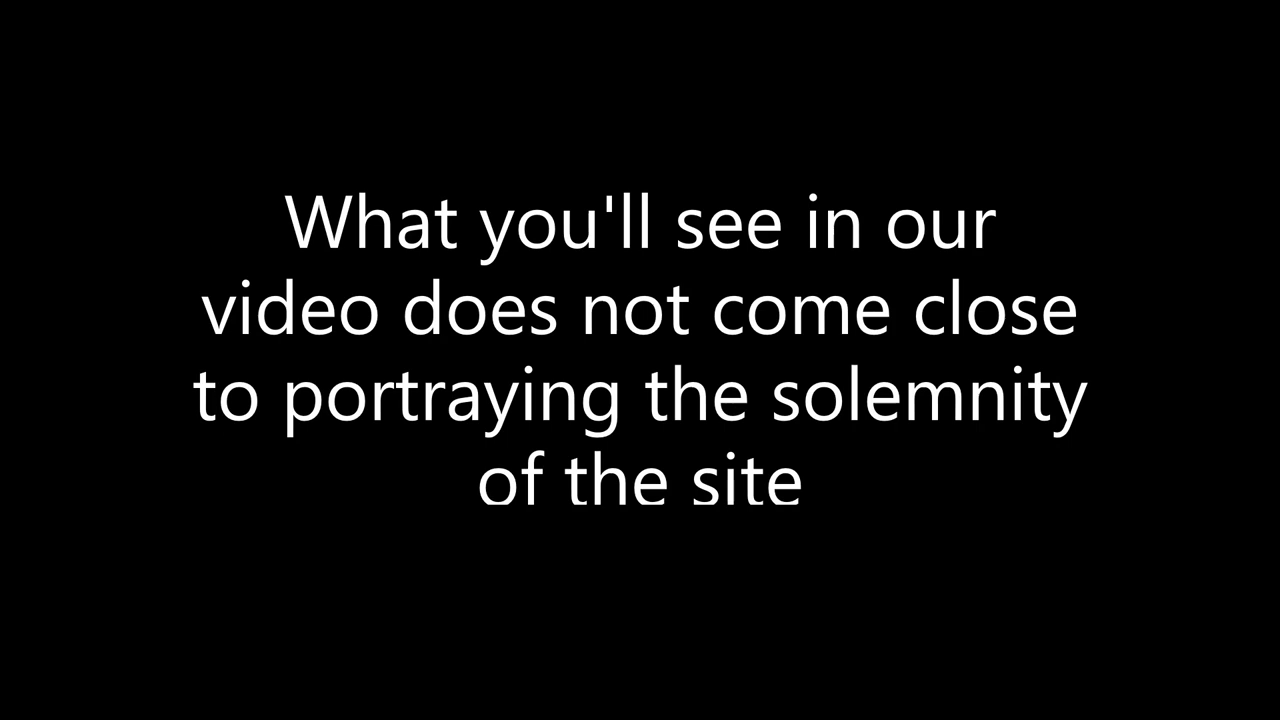 What you'll see in our
video does not come close
to portraying the solemnity
of the site